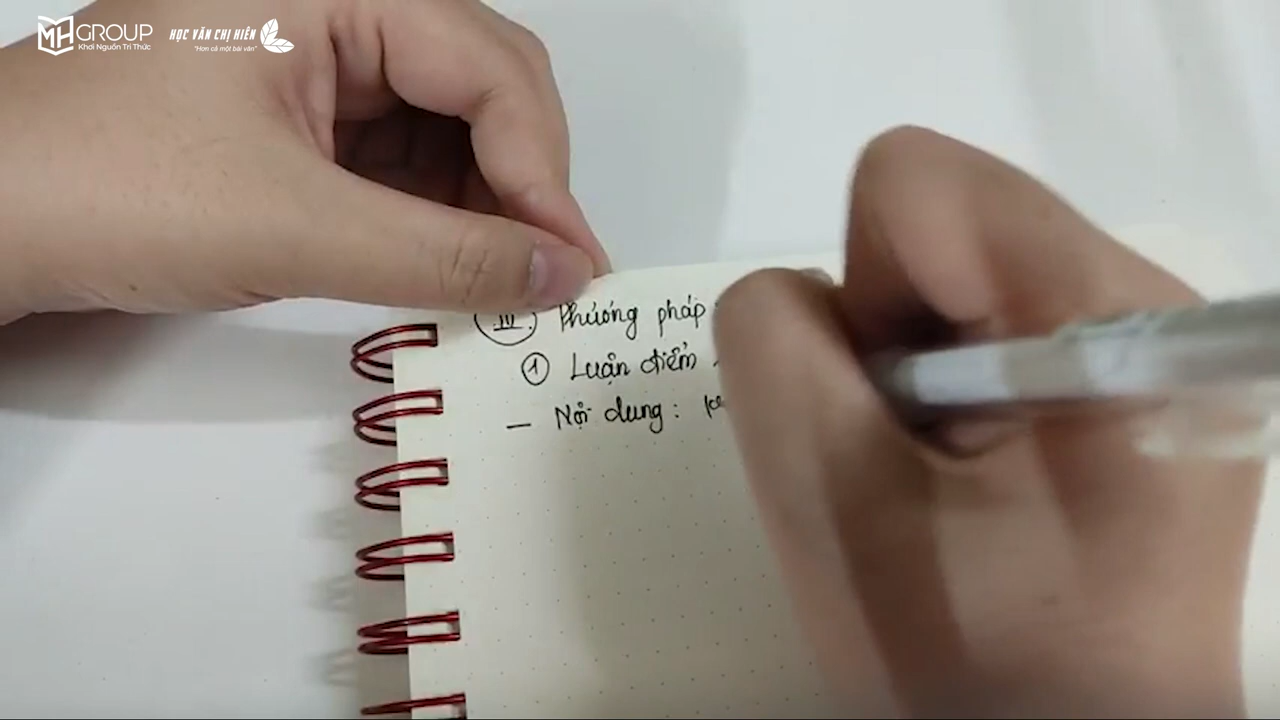 MH GROUP
Khơi Nguồn Tri Thức
HỌC VĂN CHỊ HIÊN
"Hơn cả một bài văn"
III. Phương pháp
1 Luận điểm
— Nội dung: